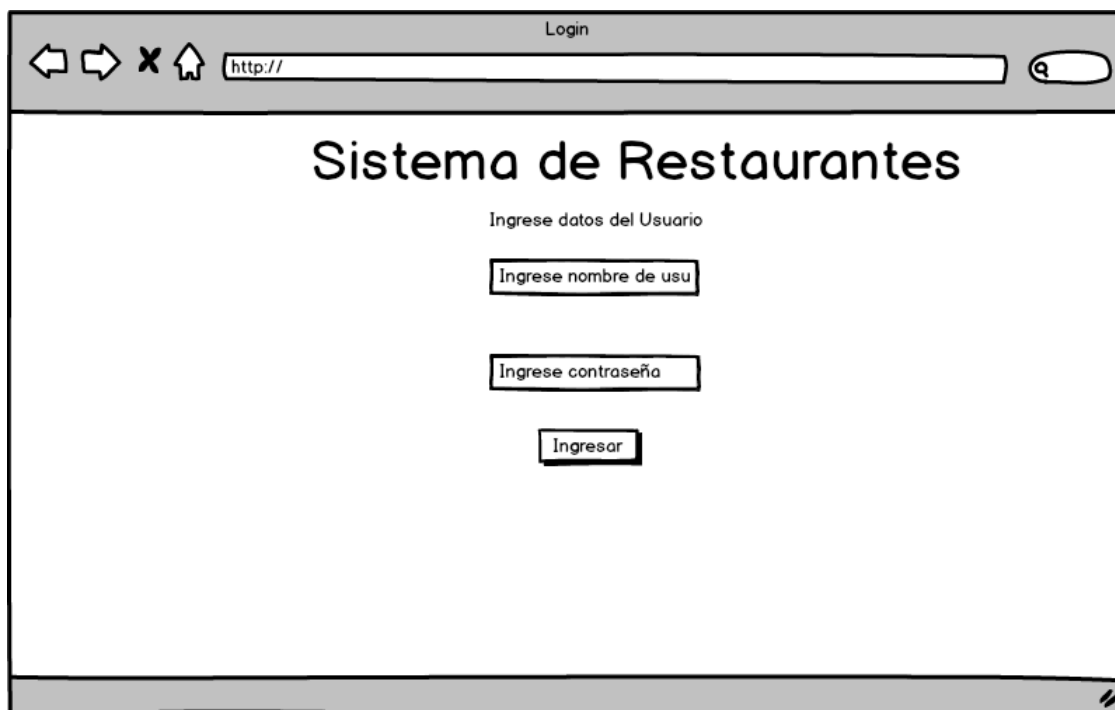 Login
http://
Sistema de Restaurantes
Ingrese datos del Usuario
Ingrese nombre de usu
Ingrese contraseña
Ingresar